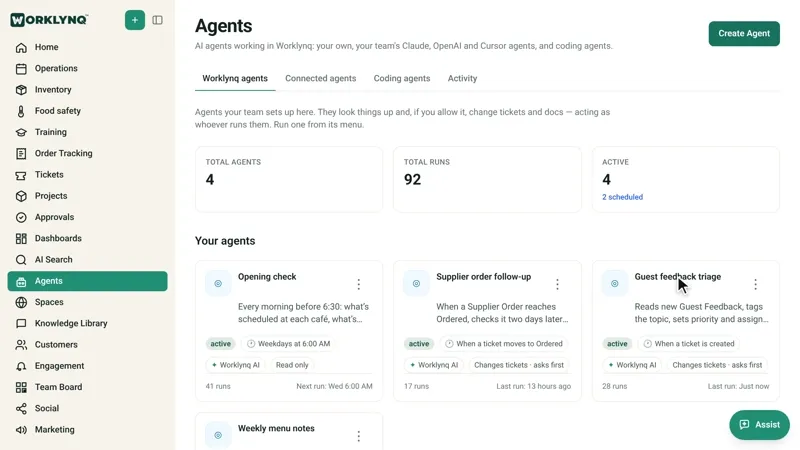 WORKLYNQ™
Home
Operations
Inventory
Food safety
Training
Order Tracking
Tickets
Projects
Approvals
Dashboards
AI Search
Agents
Spaces
Knowledge Library
Customers
Engagement
Team Board
Social
Marketing
Agents
AI agents working in Worklynq: your own, your team's Claude, OpenAI and Cursor agents, and coding agents.
Create Agent
Worklynq agents
Connected agents
Coding agents
Activity
Agents your team sets up here. They look things up and, if you allow it, change tickets and docs — acting as
whoever runs them. Run one from its menu.
TOTAL AGENTS
4
TOTAL RUNS
92
ACTIVE
4
2 scheduled
Your agents
Opening check
Every morning before 6:30: what's
scheduled at each café, what's…
active
Weekdays at 6:00 AM
Worklynq AI
Read only
41 runs
Next run: Wed 6:00 AM
Supplier order follow-up
When a Supplier Order reaches
Ordered, checks it two days later…
active
When a ticket moves to Ordered
Worklynq AI
Changes tickets · asks first
17 runs
Last run: 13 hours ago
Guest feedback triage
Reads new Guest Feedback, tags
the topic, sets priority and assign…
active
When a ticket is created
Worklynq AI
Changes tickets · asks first
28 runs
Last run: Just now
Weekly menu notes
Assist